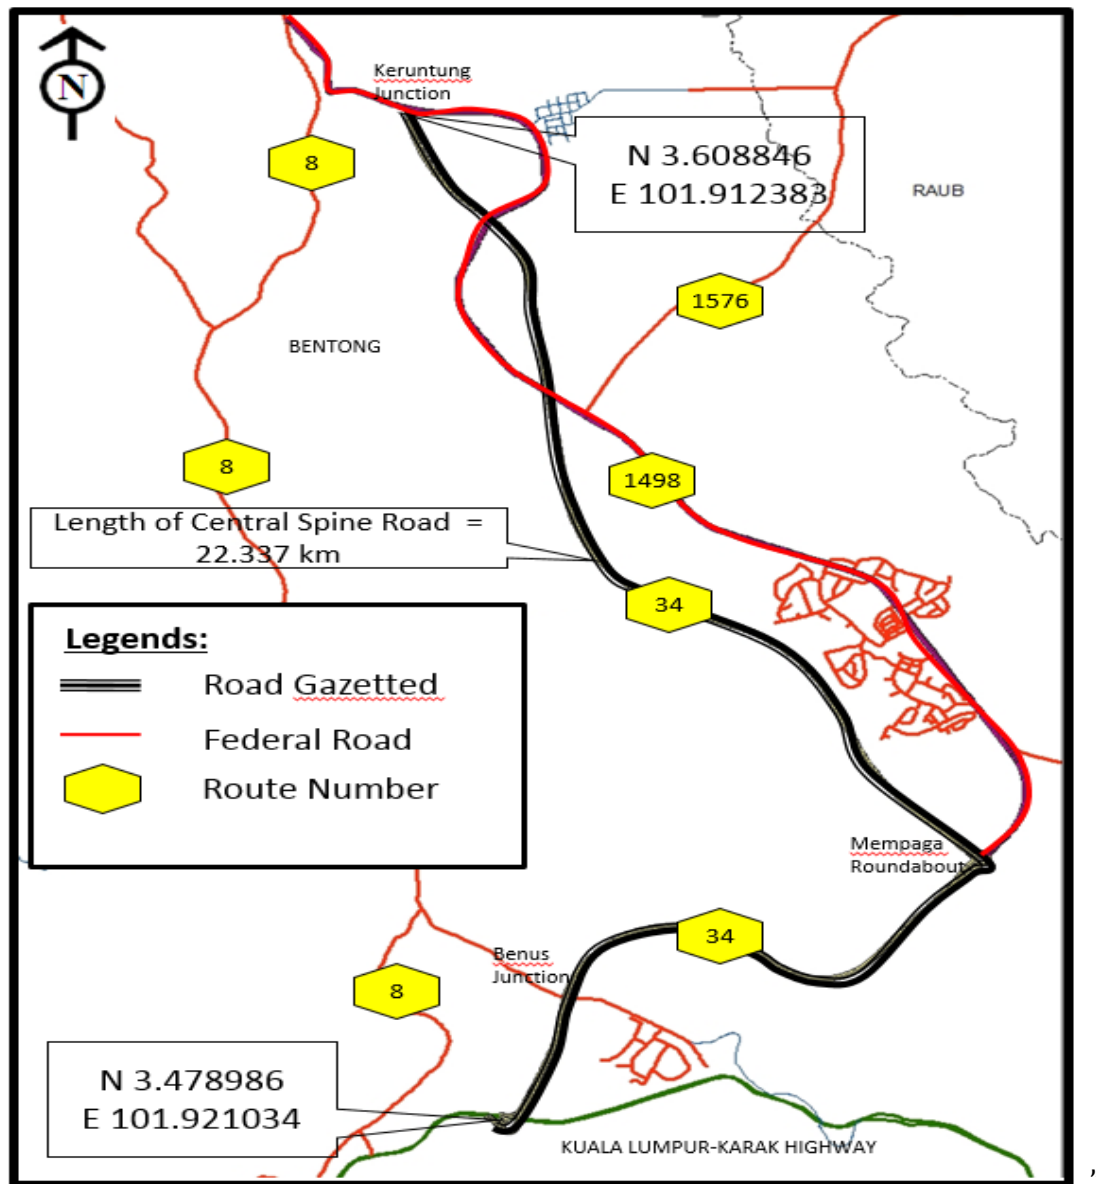 N
Keruntung
Junction
8
N 3.608846
E 101.912383
RAUB
1576
BENTONG
8
1498
Length of Central Spine Road =
22.337 km
34
Legends:
Road Gazetted
Federal Road
Route Number
Mempaga
Roundabout
34
Benus
Junction
8
N 3.478986
E 101.921034
KUALA LUMPUR-KARAK HIGHWAY
,